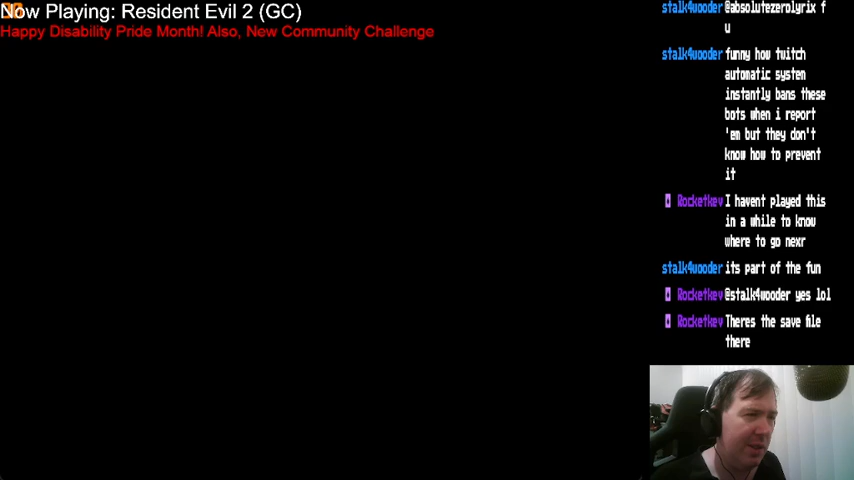 Now Playing: Resident Evil 2 (GC)
Happy Disability Pride Month! Also, New Community Challenge
stalk4wooder @absolutezerolyrix f
u
stalk4wooder funny how twitch
automatic system
instantly bans these
bots when i report
'em but they don't
know how to prevent
it
Rocketkev I havent played this
in a while to know
where to go nexr
stalk4wooder its part of the fun
Rocketkev @stalk4wooder yes lol
Rocketkev Theres the save file
there